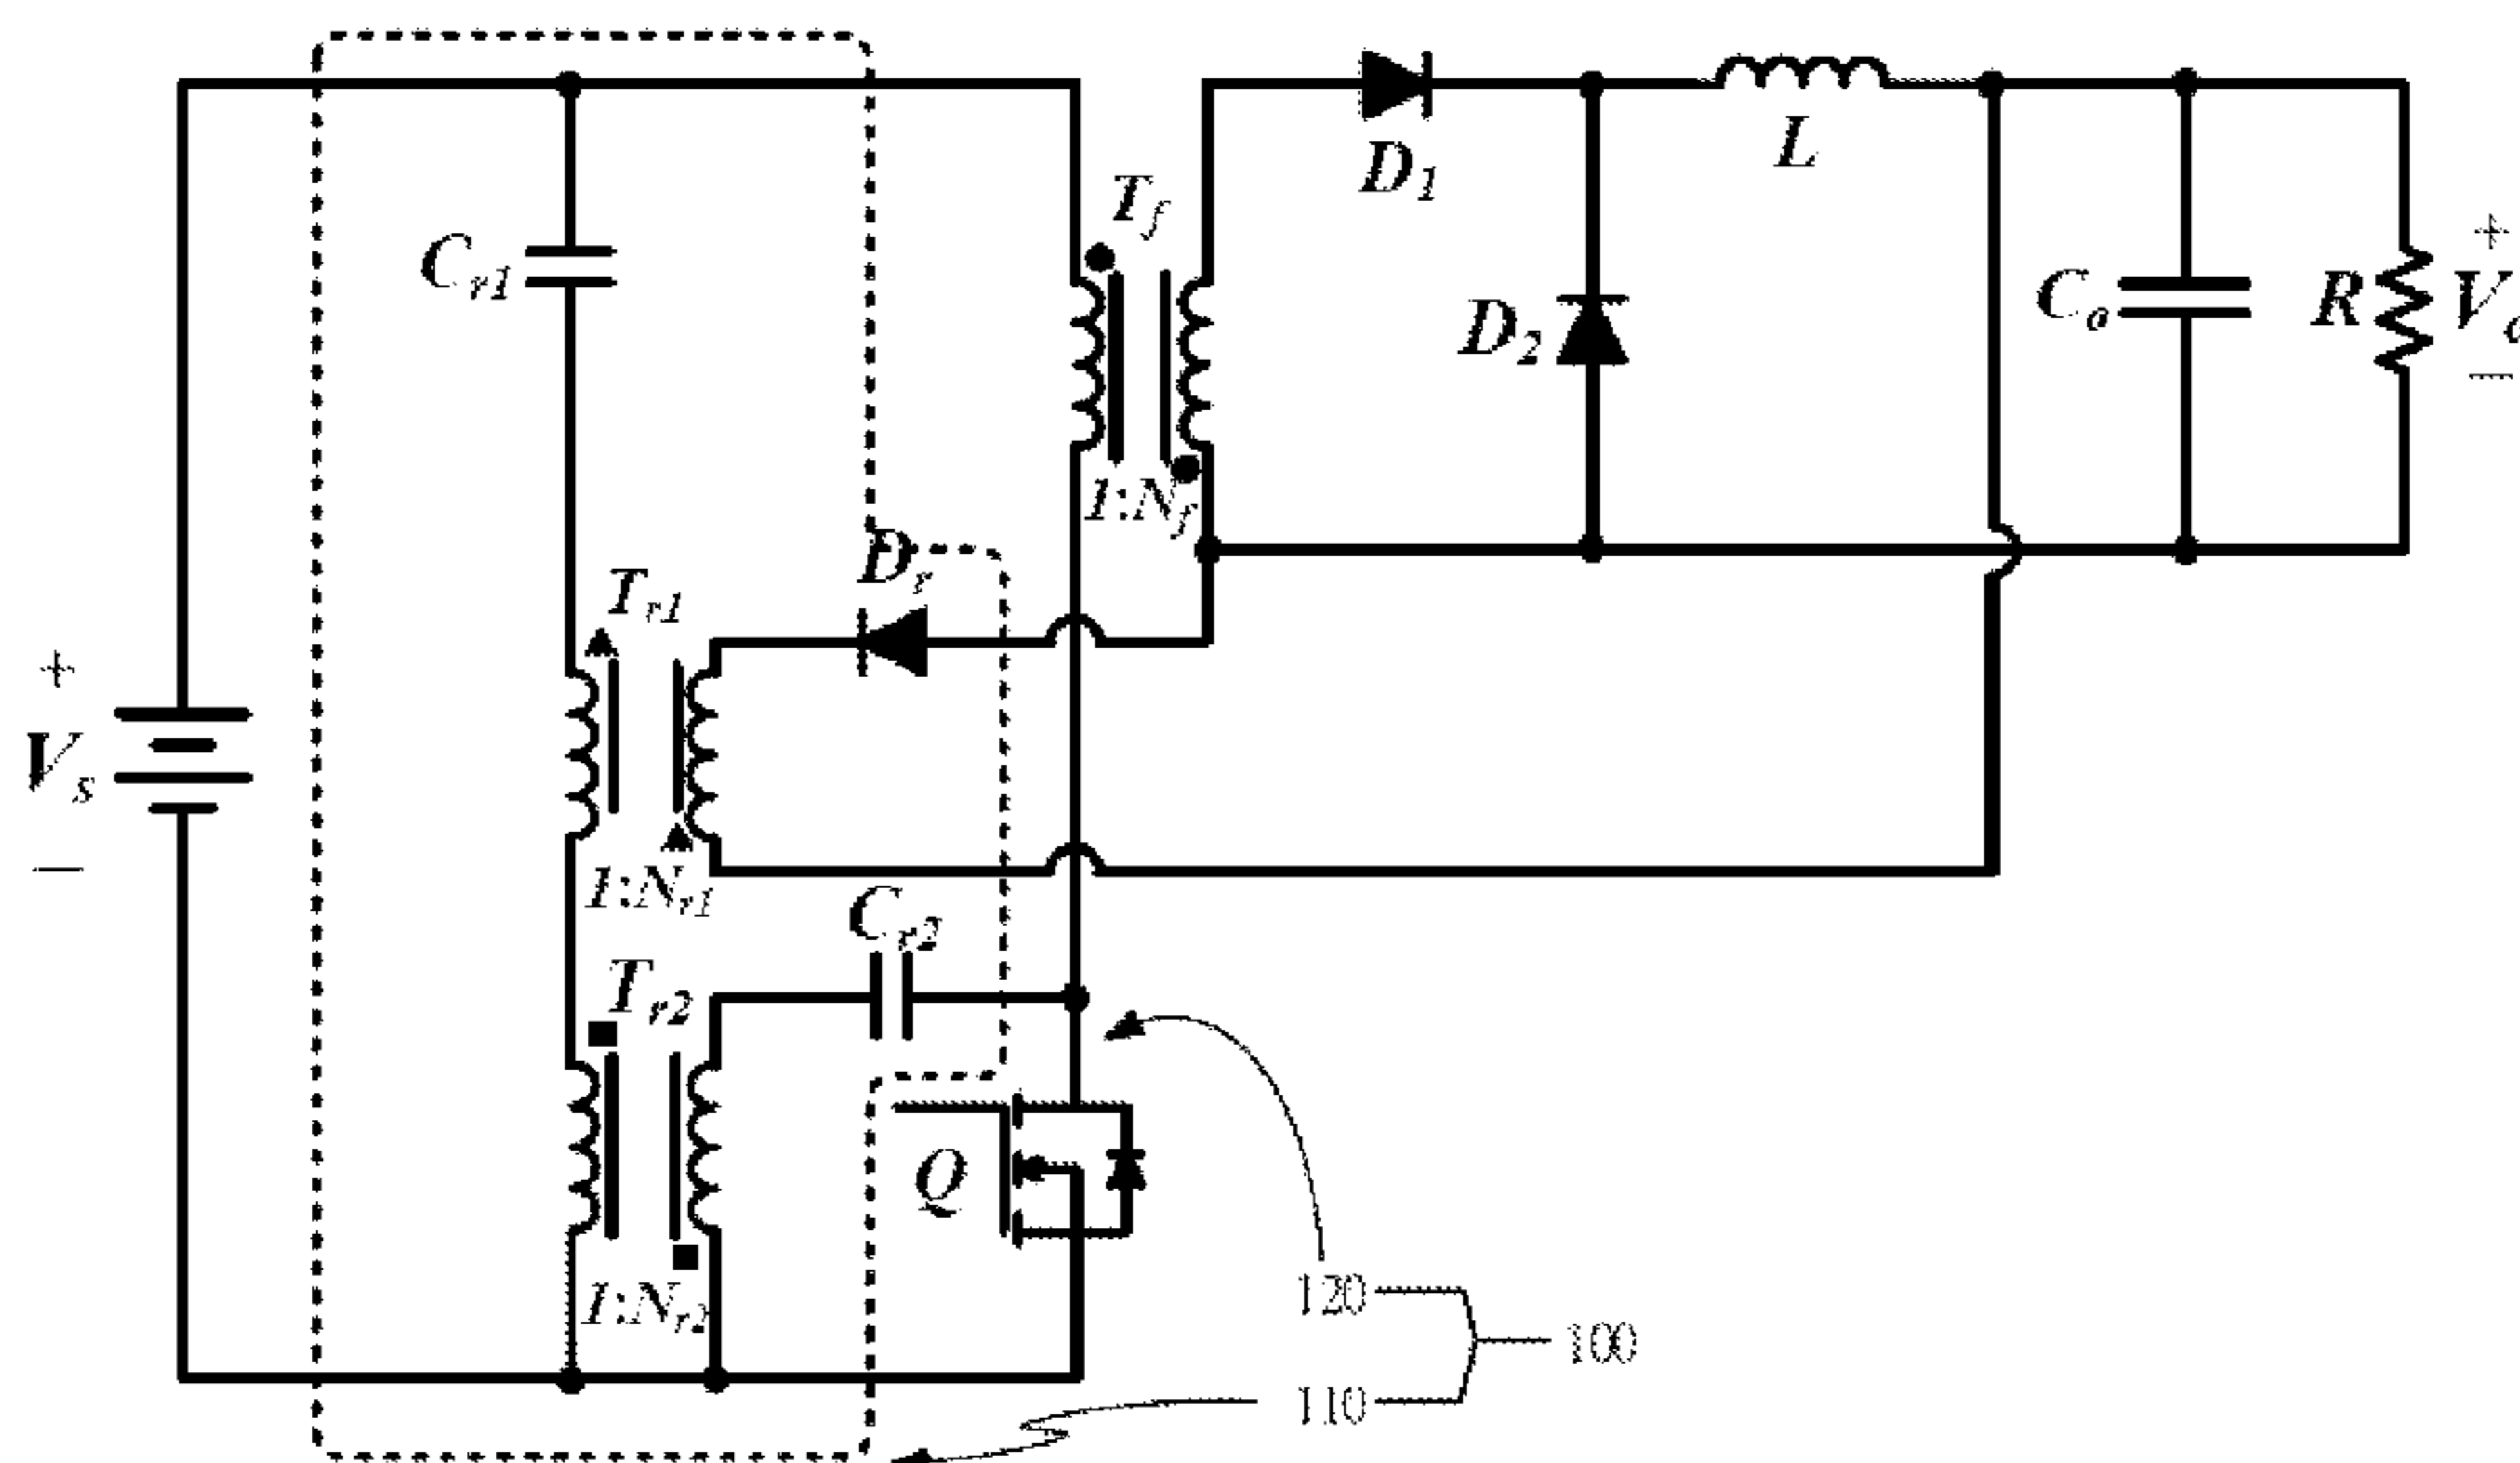 D1
L
Tf
Cr1
+
D2
Co
R
Vo
−
1:Nf
Dr
Tr1
+
Vs
−
1:Nr1
Cr2
Tr2
Q
1:Nr2
120
100
110